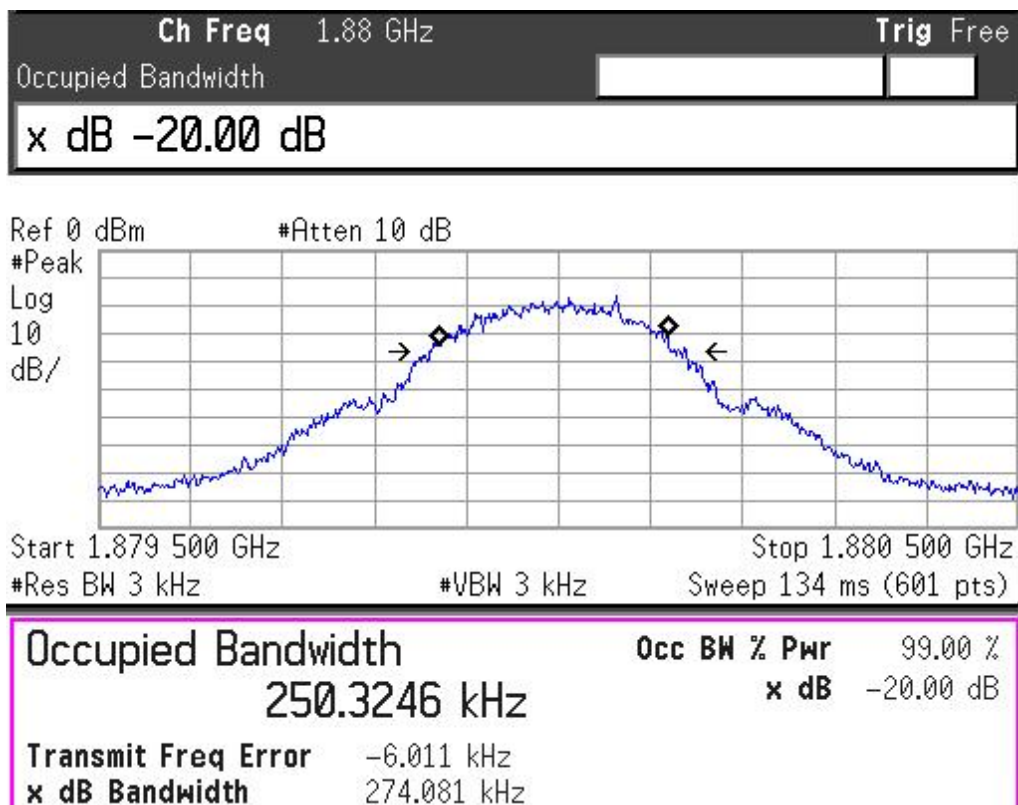 Ch Freq 1.88 GHz Trig Free
Occupied Bandwidth
x dB -20.00 dB
Ref 0 dBm #Atten 10 dB
#Peak
Log
10
dB/
Start 1.879 500 GHz Stop 1.880 500 GHz
#Res BW 3 kHz #VBW 3 kHz Sweep 134 ms (601 pts)
Occupied Bandwidth Occ BW % Pwr 99.00 %
250.3246 kHz x dB -20.00 dB
Transmit Freq Error -6.011 kHz
x dB Bandwidth 274.081 kHz